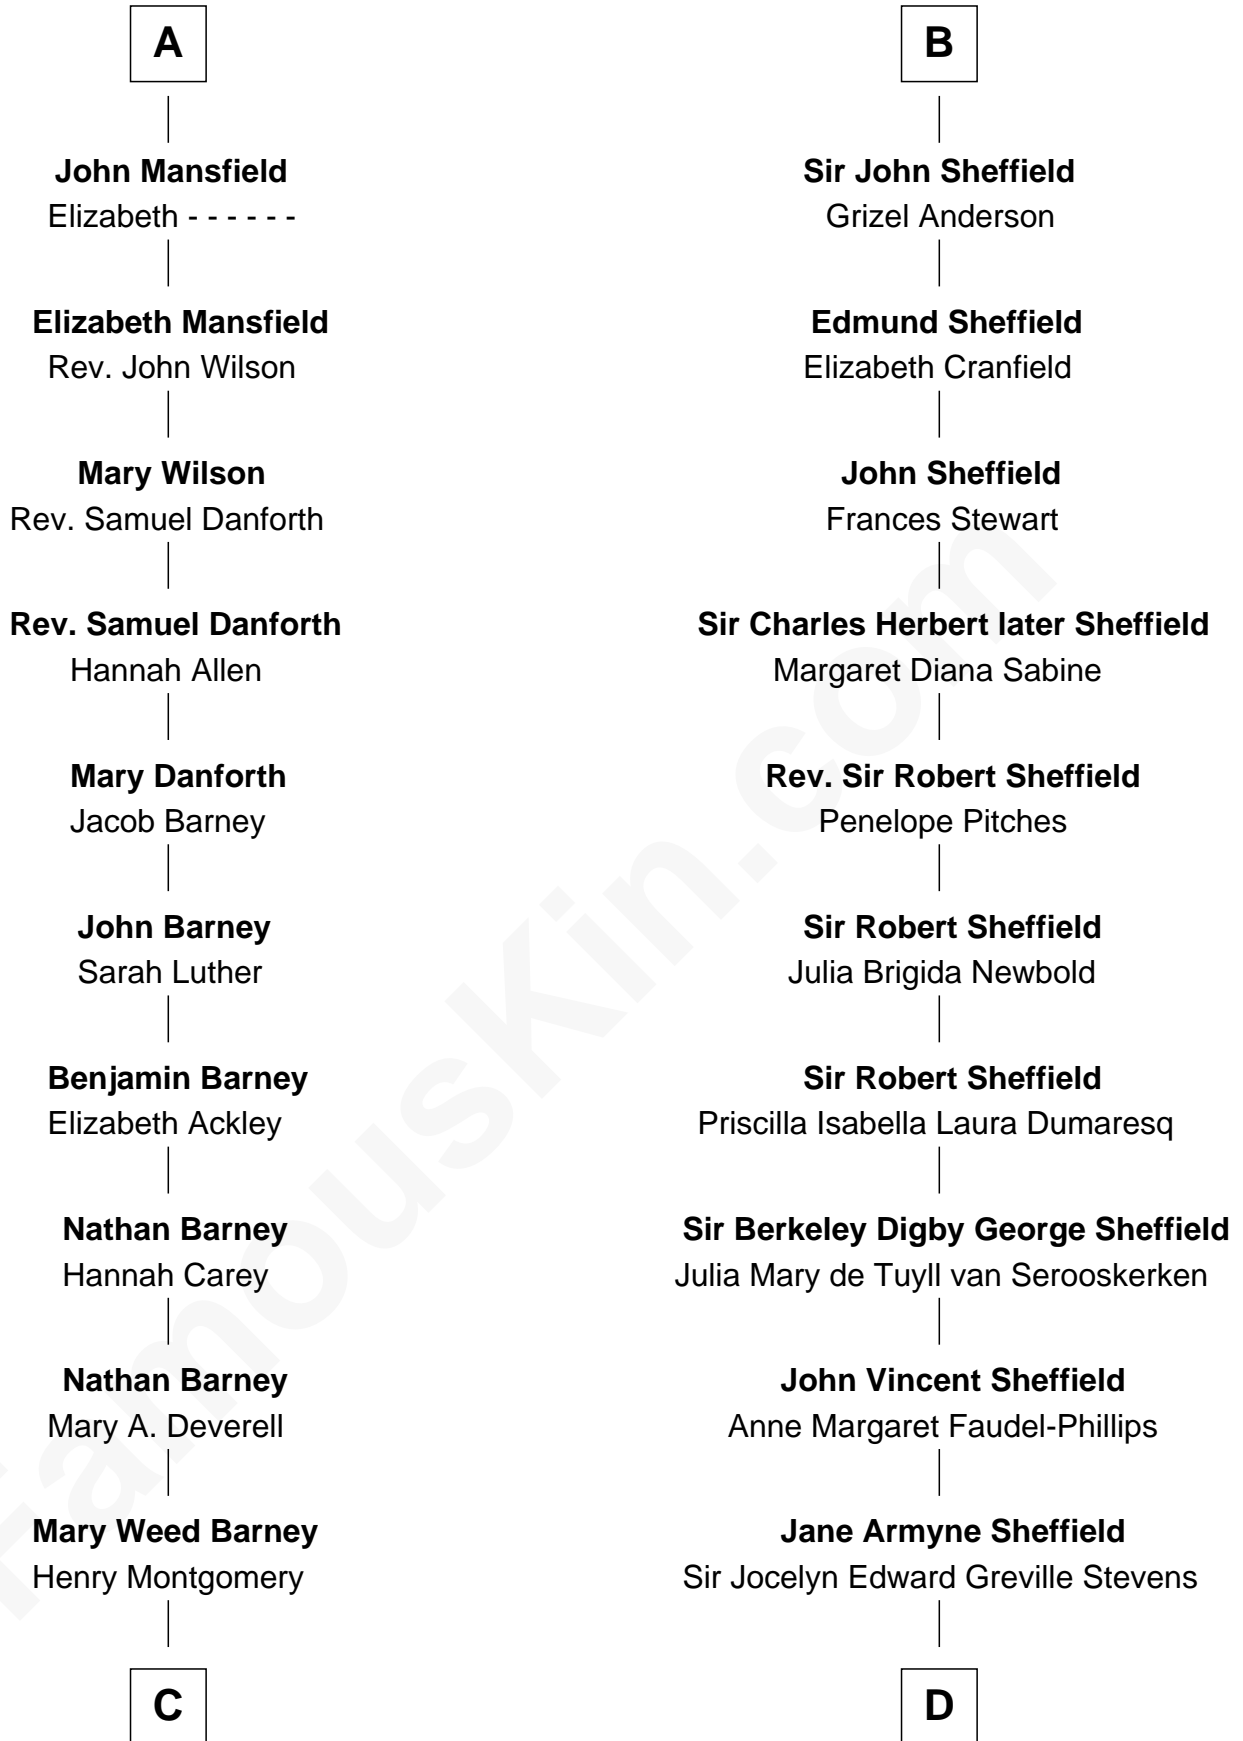 A
John Mansfield
Elizabeth - - - - - -
Elizabeth Mansfield
Rev. John Wilson
Mary Wilson
Rev. Samuel Danforth
Rev. Samuel Danforth
Hannah Allen
Mary Danforth
Jacob Barney
John Barney
Sarah Luther
Benjamin Barney
Elizabeth Ackley
Nathan Barney
Hannah Carey
Nathan Barney
Mary A. Deverell
Mary Weed Barney
Henry Montgomery
C
B
Sir John Sheffield
Grizel Anderson
Edmund Sheffield
Elizabeth Cranfield
John Sheffield
Frances Stewart
Sir Charles Herbert later Sheffield
Margaret Diana Sabine
Rev. Sir Robert Sheffield
Penelope Pitches
Sir Robert Sheffield
Julia Brigida Newbold
Sir Robert Sheffield
Priscilla Isabella Laura Dumaresq
Sir Berkeley Digby George Sheffield
Julia Mary de Tuyll van Serooskerken
John Vincent Sheffield
Anne Margaret Faudel-Phillips
Jane Armyne Sheffield
Sir Jocelyn Edward Greville Stevens
D
FamousKin.com